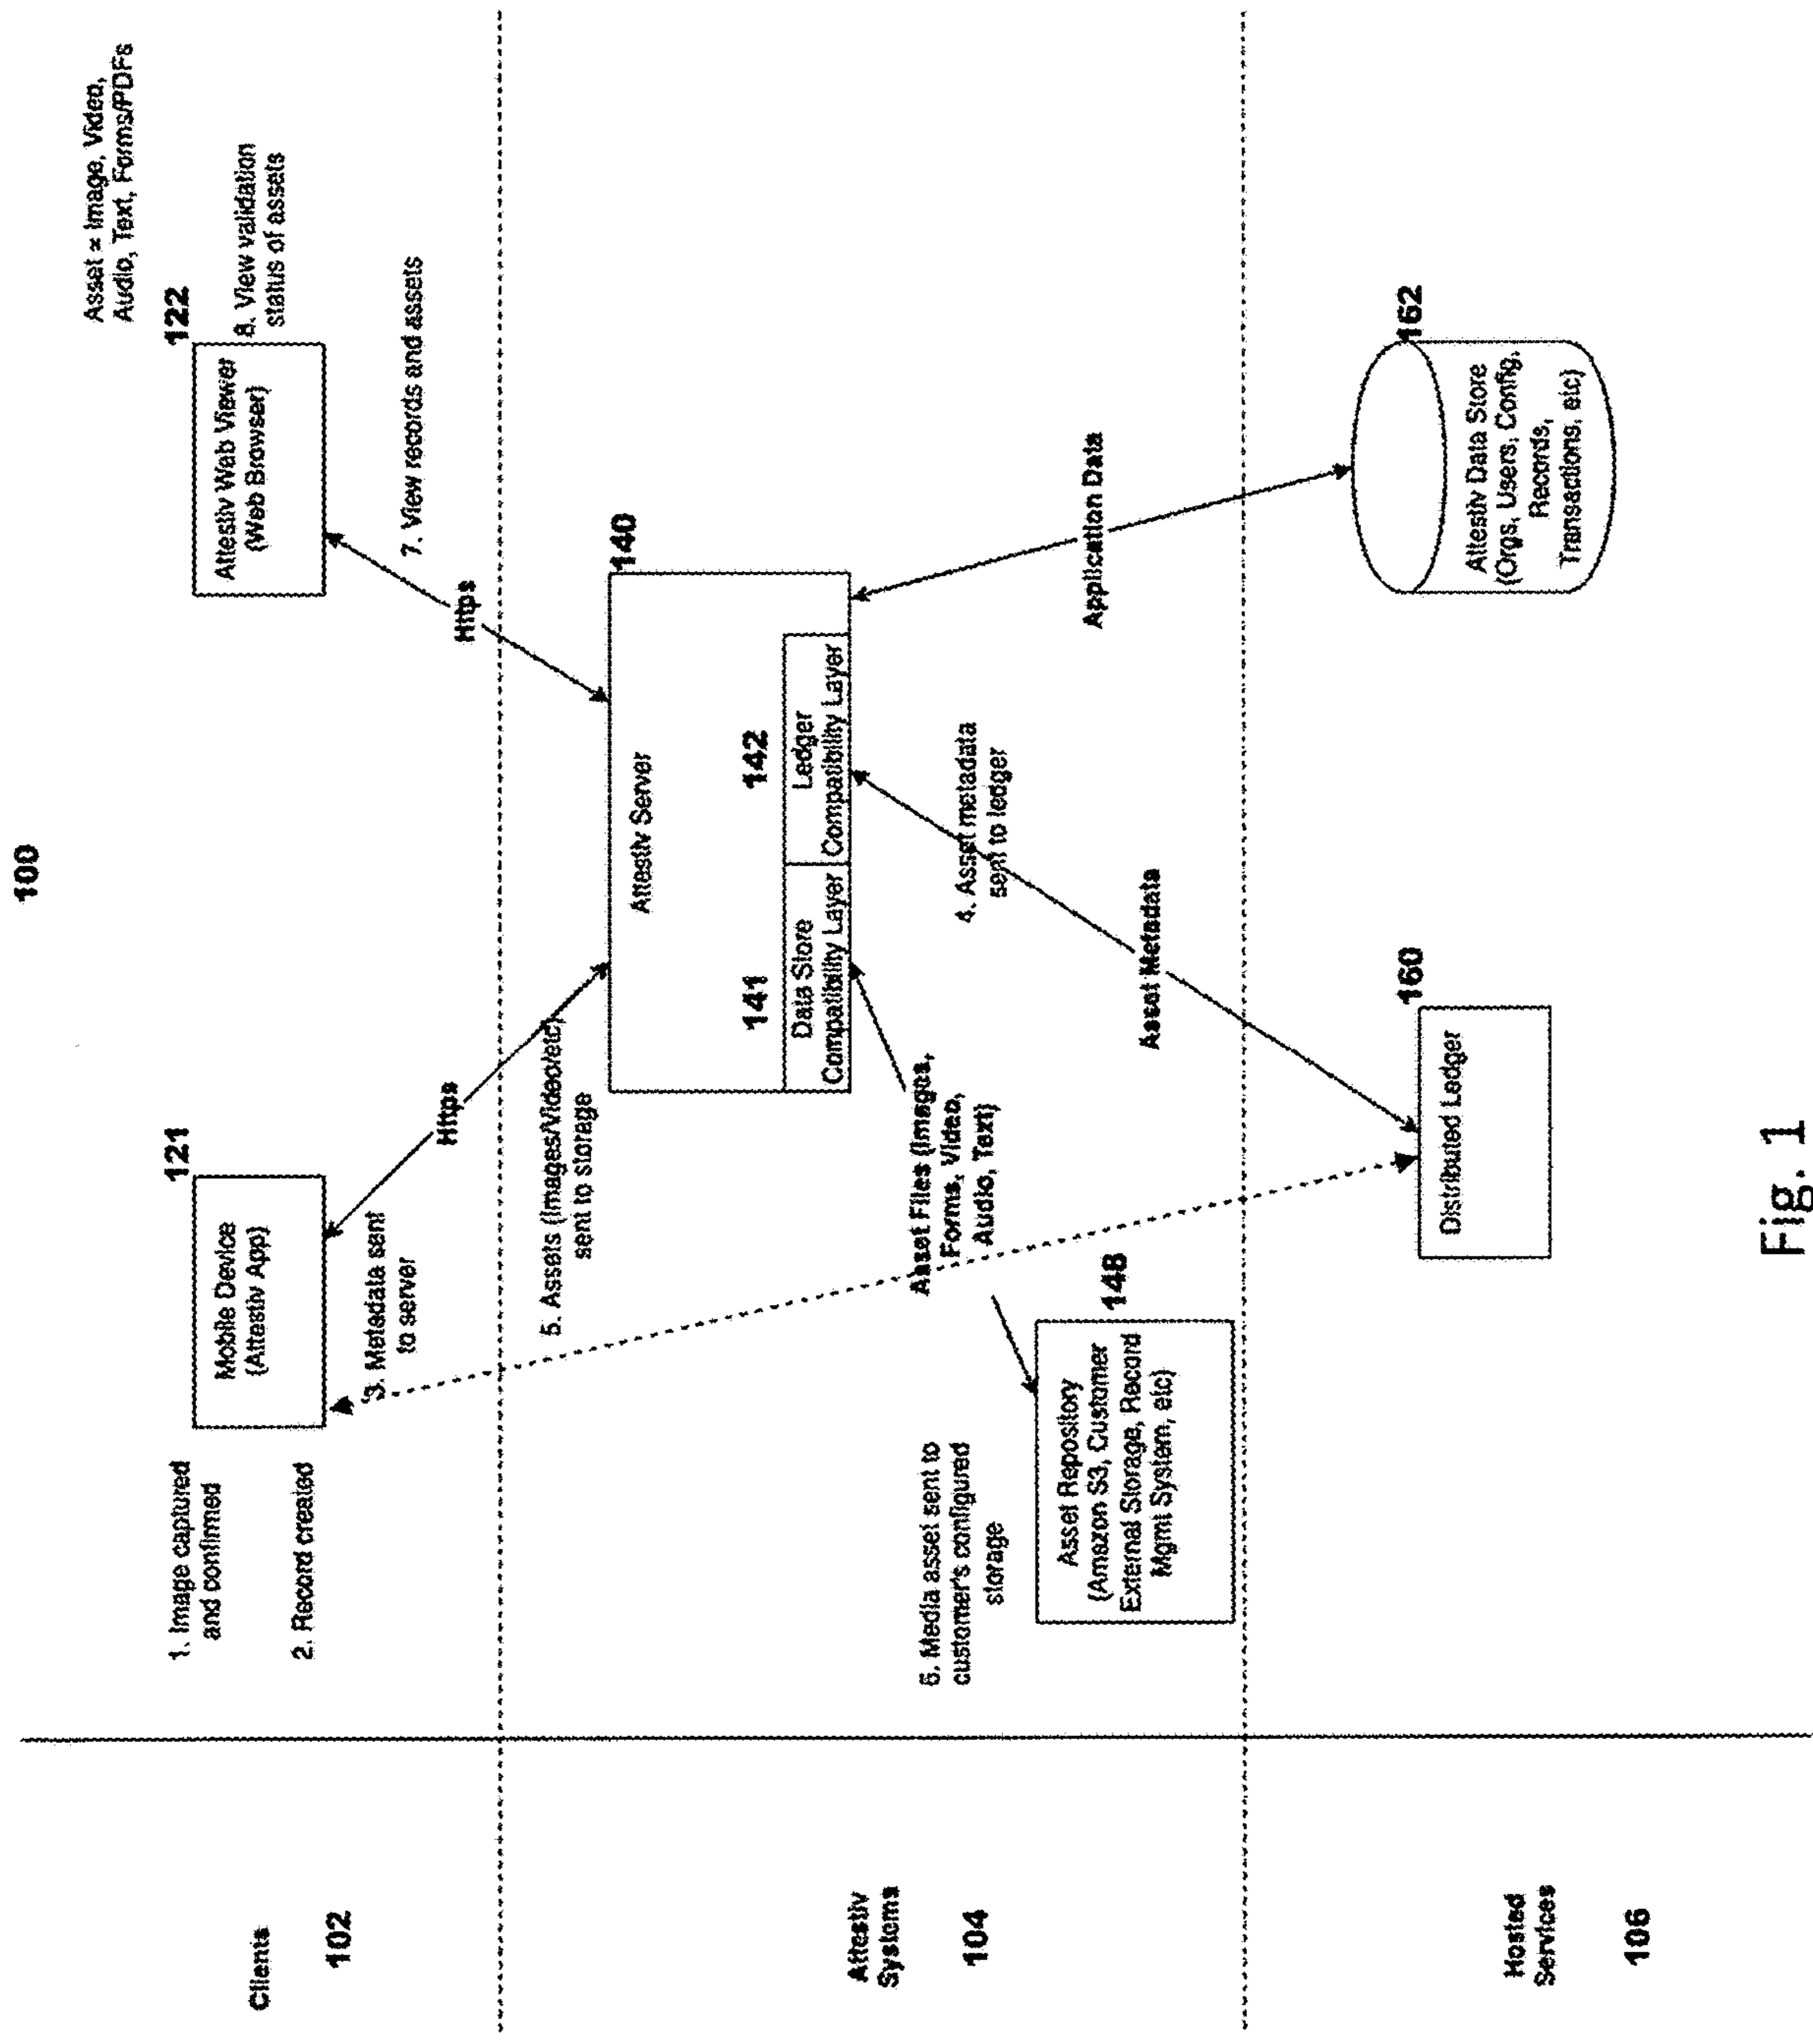 100
Asset = Image, Video,
Audio, Text, Forms/PDFs
Clients
102
1. Image captured
and confirmed
2. Record created
121
Mobile Device
(Attestiv App)
3. Metadata sent
to server
Https
122
Attestiv Web Viewer
(Web Browser)
8. View validation
status of assets
Https
7. View records and assets
Attestiv
Systems
104
5. Assets (Images/Video/etc)
sent to storage
140
Attestiv Server
141
Data Store
Compatibility Layer
142
Ledger
Compatibility Layer
6. Media asset sent to
customer's configured
storage
Asset Files (Images,
Forms, Video,
Audio, Text)
148
Asset Repository
(Amazon S3, Customer
External Storage, Record
Mgmt System, etc)
4. Asset metadata
sent to ledger
Asset Metadata
Application Data
Hosted
Services
106
160
Distributed Ledger
162
Attestiv Data Store
(Orgs, Users, Config,
Records,
Transactions, etc)
Fig. 1